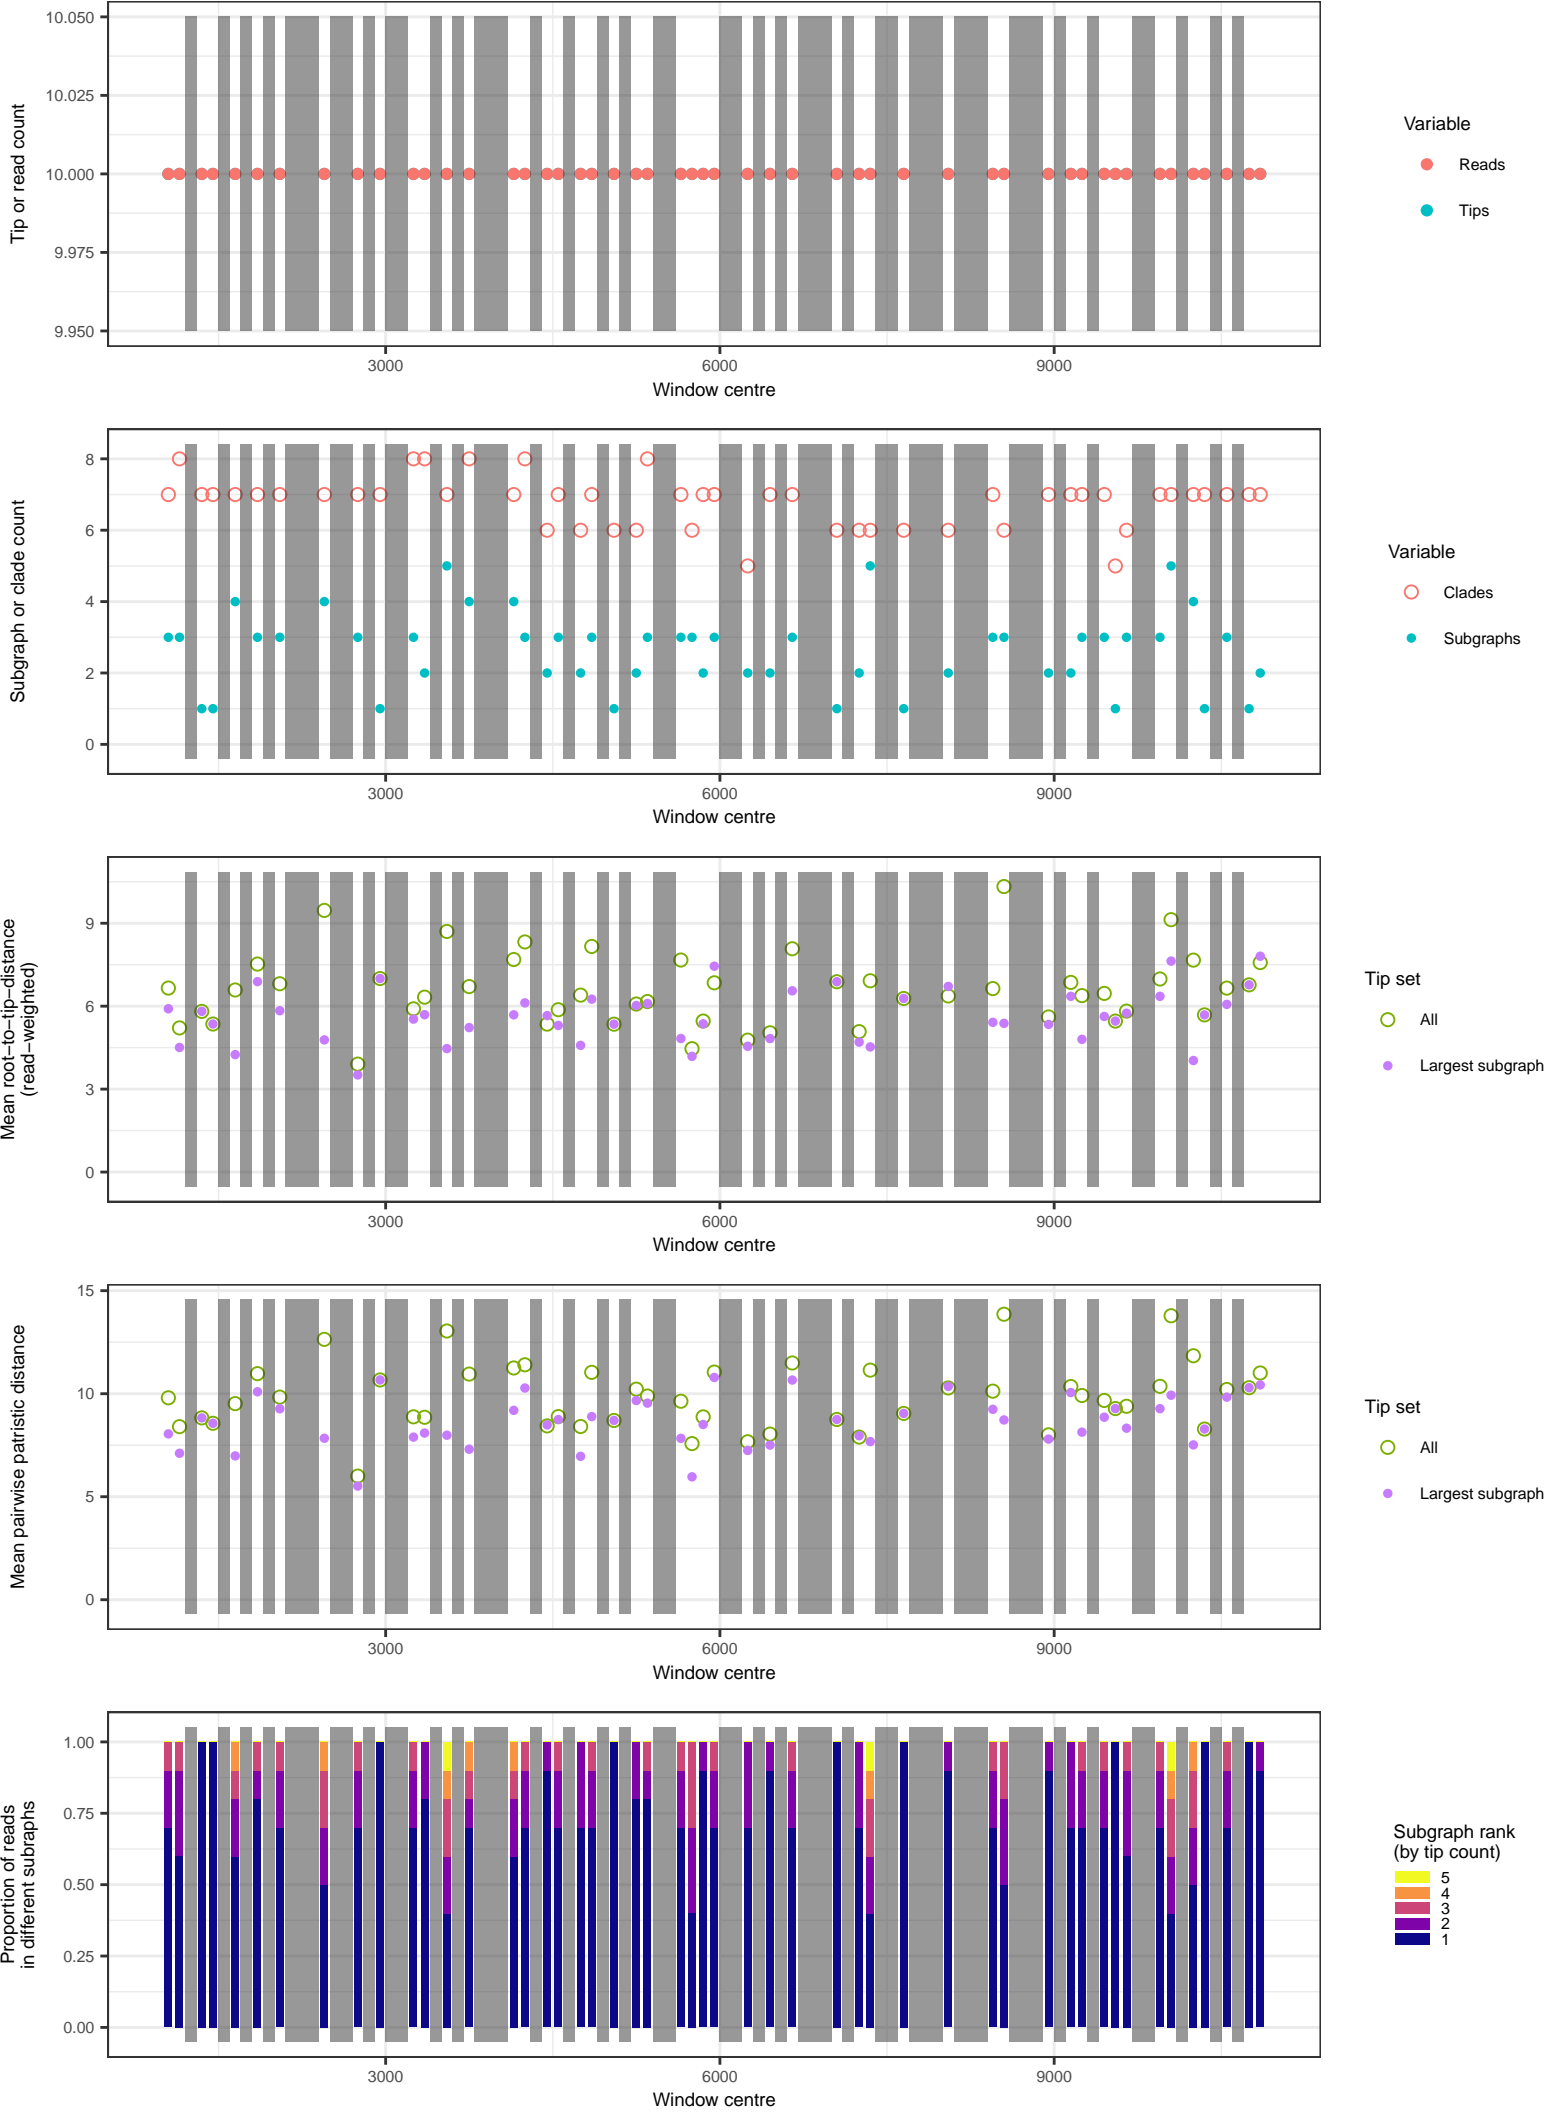 10.050
10.025
10.000
9.975
9.950
Tip or read count
3000 6000 9000
Window centre
Variable
Reads
Tips
8
6
4
2
0
Subgraph or clade count
3000 6000 9000
Window centre
Variable
Clades
Subgraphs
9
6
3
0
Mean root−to−tip−distance
(read−weighted)
3000 6000 9000
Window centre
Tip set
All
Largest subgraph
15
10
5
0
Mean pairwise patristic distance
3000 6000 9000
Window centre
Tip set
All
Largest subgraph
1.00
0.75
0.50
0.25
0.00
Proportion of reads
in different subraphs
3000 6000 9000
Window centre
Subgraph rank
(by tip count)
5
4
3
2
1